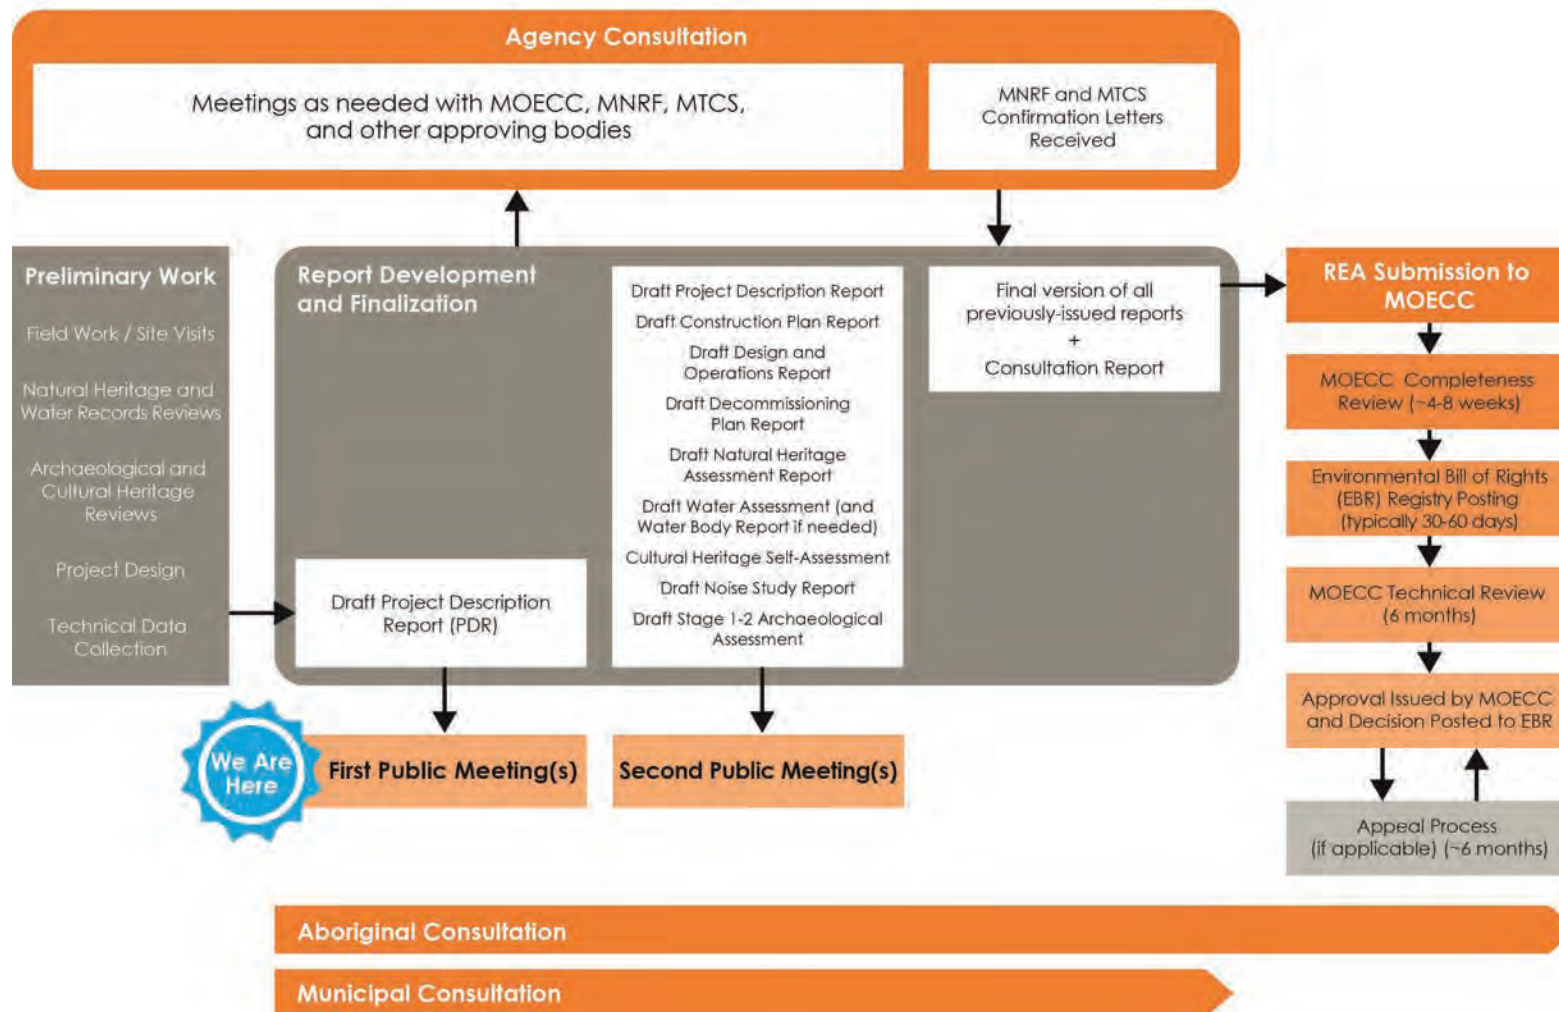 Agency Consultation
Meetings as needed with MOECC, MNRF, MTCS,
and other approving bodies
MNRF and MTCS
Confirmation Letters
Received
Preliminary Work
Field Work / Site Visits
Natural Heritage and
Water Records Reviews
Archaeological and
Cultural Heritage
Reviews
Project Design
Technical Data
Collection
Report Development
and Finalization
Draft Project Description
Report (PDR)
Draft Project Description Report
Draft Construction Plan Report
Draft Design and
Operations Report
Draft Decommissioning
Plan Report
Draft Natural Heritage
Assessment Report
Draft Water Assessment (and
Water Body Report if needed)
Cultural Heritage Self-Assessment
Draft Noise Study Report
Draft Stage 1-2 Archaeological
Assessment
Final version of all
previously-issued reports
+
Consultation Report
REA Submission to
MOECC
MOECC Completeness
Review (~4-8 weeks)
Environmental Bill of Rights
(EBR) Registry Posting
(typically 30-60 days)
MOECC Technical Review
(6 months)
Approval Issued by MOECC
and Decision Posted to EBR
Appeal Process
(if applicable) (~6 months)
We Are
Here
First Public Meeting(s)
Second Public Meeting(s)
Aboriginal Consultation
Municipal Consultation